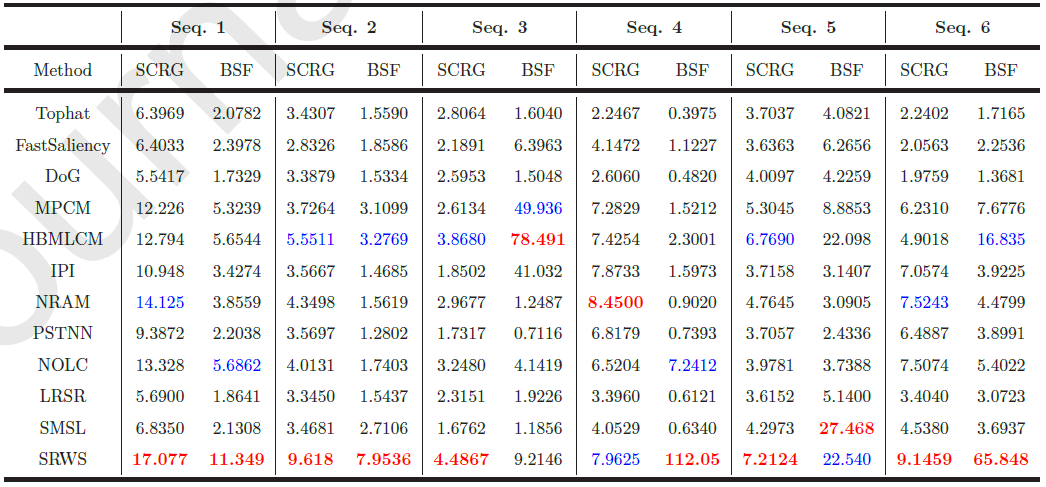 Seq. 1 Seq. 2 Seq. 3 Seq. 4 Seq. 5 Seq. 6
Method SCRG BSF SCRG BSF SCRG BSF SCRG BSF SCRG BSF SCRG BSF
Tophat 6.3969 2.0782 3.4307 1.5590 2.8064 1.6040 2.2467 0.3975 3.7037 4.0821 2.2402 1.7165
FastSaliency 6.4033 2.3978 2.8326 1.8586 2.1891 6.3963 4.1472 1.1227 3.6363 6.2656 2.0563 2.2536
DoG 5.5417 1.7329 3.3879 1.5334 2.5953 1.5048 2.6060 0.4820 4.0097 4.2259 1.9759 1.3681
MPCM 12.226 5.3239 3.7264 3.1099 2.6134 49.936 7.2829 1.5212 5.3045 8.8853 6.2310 7.6776
HBMLCM 12.794 5.6544 5.5511 3.2769 3.8680 78.491 7.4254 2.3001 6.7690 22.098 4.9018 16.835
IPI 10.948 3.4274 3.5667 1.4685 1.8502 41.032 7.8733 1.5973 3.7158 3.1407 7.0574 3.9225
NRAM 14.125 3.8559 4.3498 1.5619 2.9677 1.2487 8.4500 0.9020 4.7645 3.0905 7.5243 4.4799
PSTNN 9.3872 2.2038 3.5697 1.2802 1.7317 0.7116 6.8179 0.7393 3.7057 2.4336 6.4887 3.8991
NOLC 13.328 5.6862 4.0131 1.7403 3.2480 4.1419 6.5204 7.2412 3.9781 3.7388 7.5074 5.4022
LRSR 5.6900 1.8641 3.3450 1.5437 2.3151 1.9226 3.3960 0.6121 3.6152 5.1400 3.4040 3.0723
SMSL 6.8350 2.1308 3.4681 2.7106 1.6762 1.1856 4.0529 0.6340 4.2973 27.468 4.5380 3.6937
SRWS 17.077 11.349 9.618 7.9536 4.4867 9.2146 7.9625 112.05 7.2124 22.540 9.1459 65.848